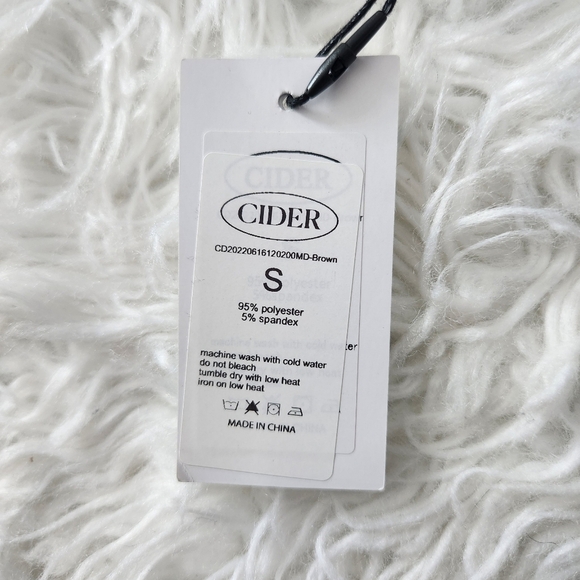 CIDER
CIDER
CD20220616120200MD-Brown
S
95% polyester
5% spandex
machine wash with cold water
do not bleach
tumble dry with low heat
iron on low heat
MADE IN CHINA